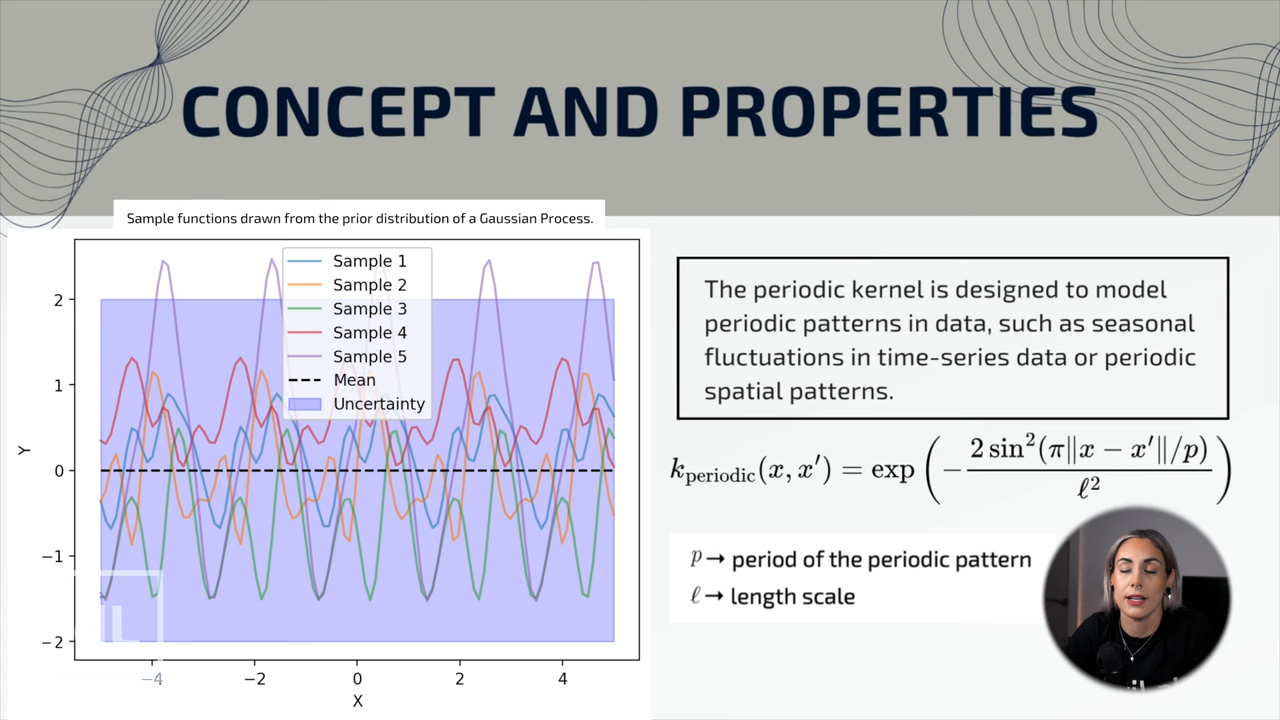 CONCEPT AND PROPERTIES
Sample functions drawn from the prior distribution of a Gaussian Process.
Sample 1
Sample 2
Sample 3
Sample 4
Sample 5
Mean
Uncertainty
Y
2
1
0
−1
−2
−4
−2
0
2
4
X
The periodic kernel is designed to model
periodic patterns in data, such as seasonal
fluctuations in time-series data or periodic
spatial patterns.
k_periodic(x, x′) = exp(−2 sin²(π‖x − x′‖/p)/ℓ²)
p → period of the periodic pattern
ℓ → length scale